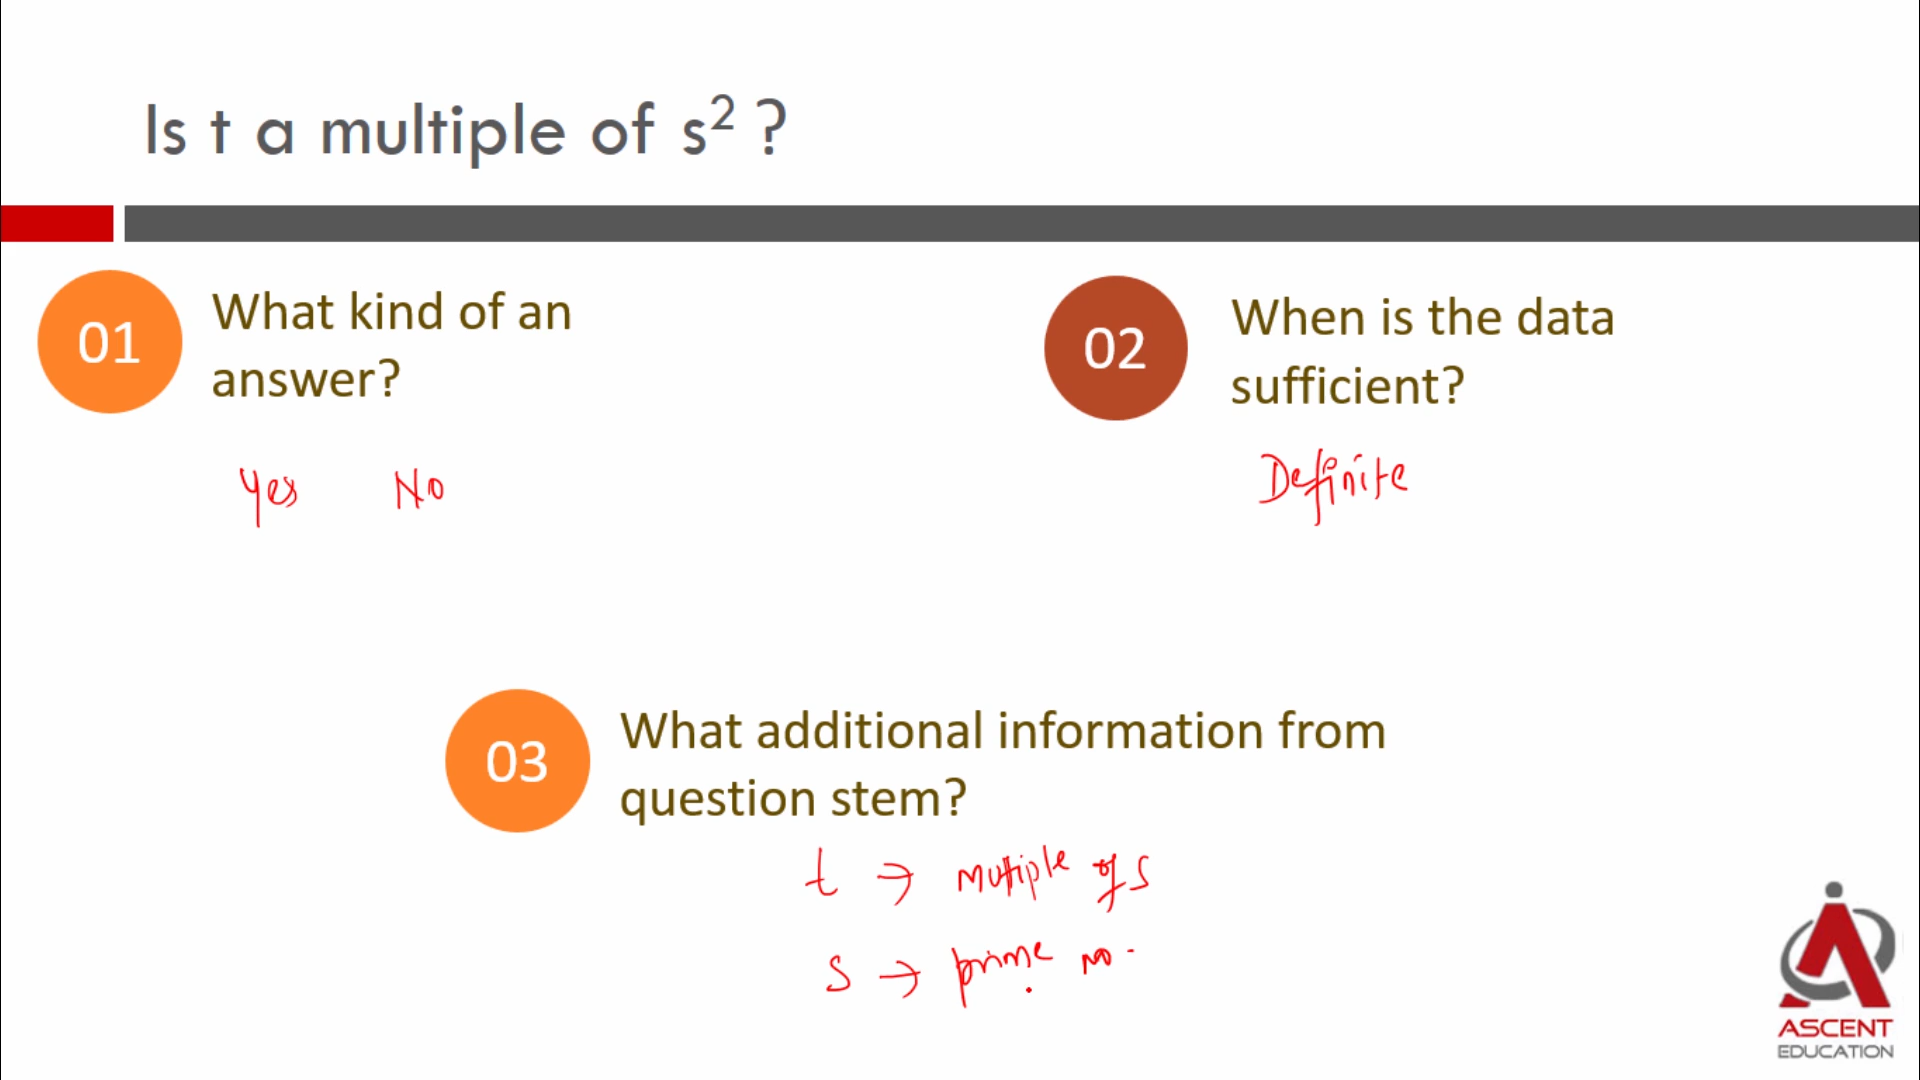 Is t a multiple of s² ?
01
What kind of an
answer?
Yes No
02
When is the data
sufficient?
Definite
03
What additional information from
question stem?
t → multiple of s
s → prime no.
ASCENT
EDUCATION